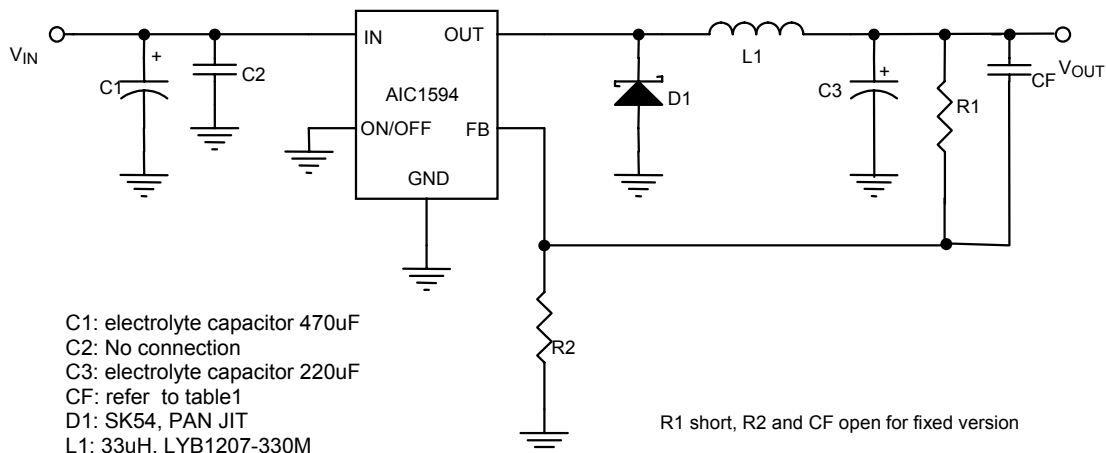 VIN
C1
+
C2
IN
OUT
AIC1594
ON/OFF
FB
GND
D1
L1
C3
+
R1
CF
VOUT
R2
C1: electrolyte capacitor 470uF
C2: No connection
C3: electrolyte capacitor 220uF
CF: refer to table1
D1: SK54, PAN JIT
L1: 33uH, LYB1207-330M
R1 short, R2 and CF open for fixed version